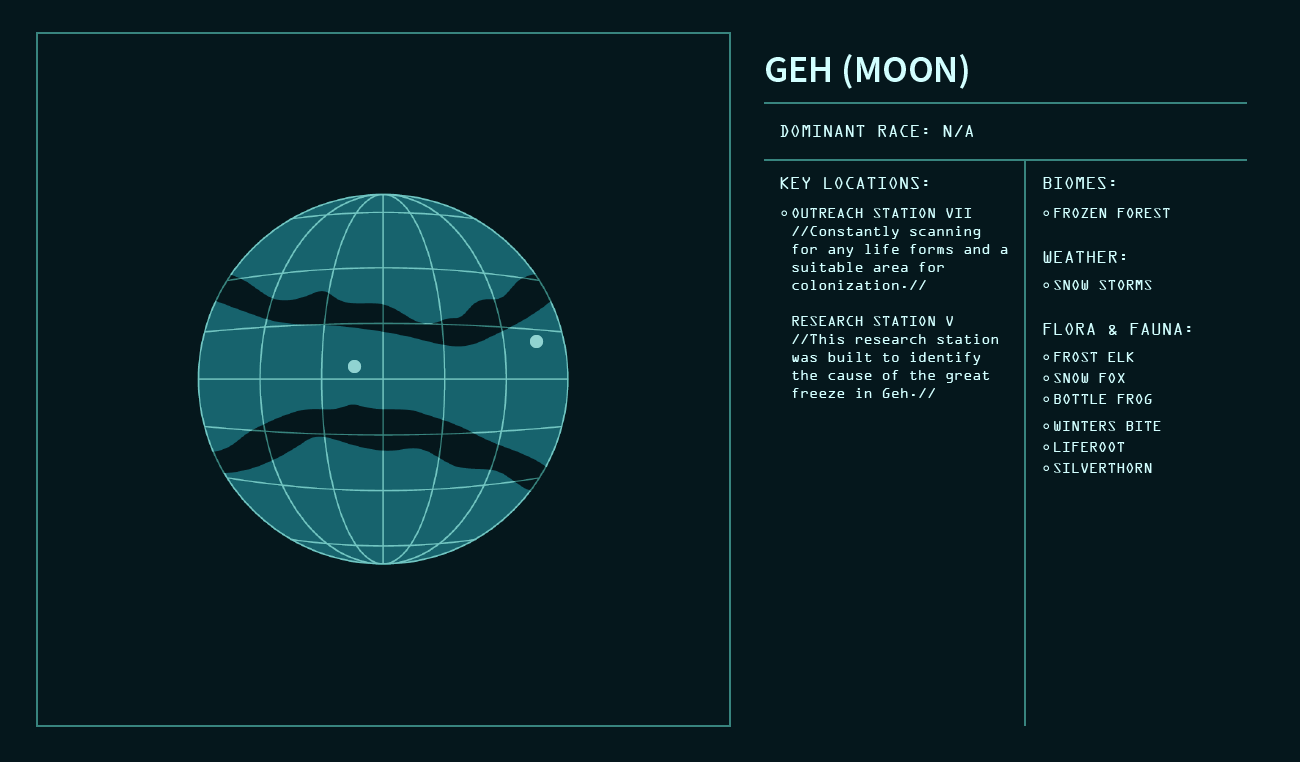 GEH (MOON)
DOMINANT RACE: N/A
KEY LOCATIONS:
OUTREACH STATION VII
//Constantly scanning
for any life forms and a
suitable area for
colonization.//
RESEARCH STATION V
//This research station
was built to identify
the cause of the great
freeze in Geh.//
BIOMES:
FROZEN FOREST
WEATHER:
SNOW STORMS
FLORA & FAUNA:
FROST ELK
SNOW FOX
BOTTLE FROG
WINTERS BITE
LIFEROOT
SILVERTHORN